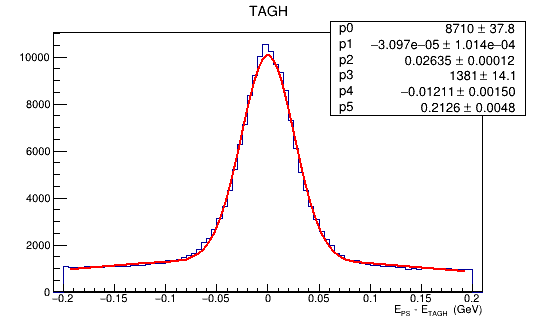 TAGH
p0 8710 ± 37.8
p1 −3.097e−05 ± 1.014e−04
p2 0.02635 ± 0.00012
p3 1381 ± 14.1
p4 −0.01211 ± 0.00150
p5 0.2126 ± 0.0048
10000
8000
6000
4000
2000
0
−0.2 −0.15 −0.1 −0.05 0 0.05 0.1 0.15 0.2
E_PS - E_TAGH (GeV)